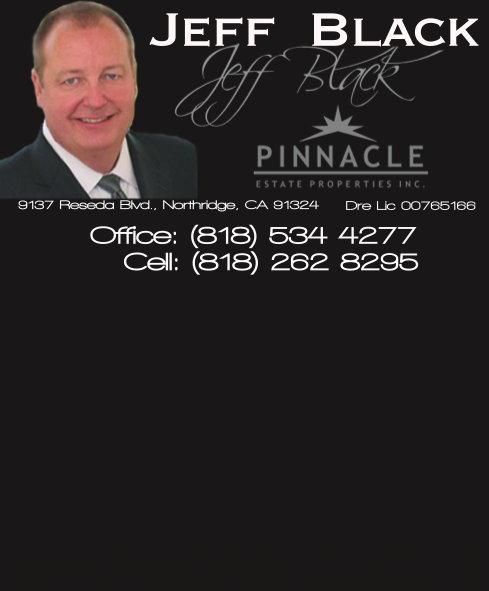 JEFF BLACK
Jeff Black
PINNACLE
ESTATE PROPERTIES INC.
9137 Reseda Blvd., Northridge, CA 91324 Dre Lic 00765166
Office: (818) 534 4277
Cell: (818) 262 8295